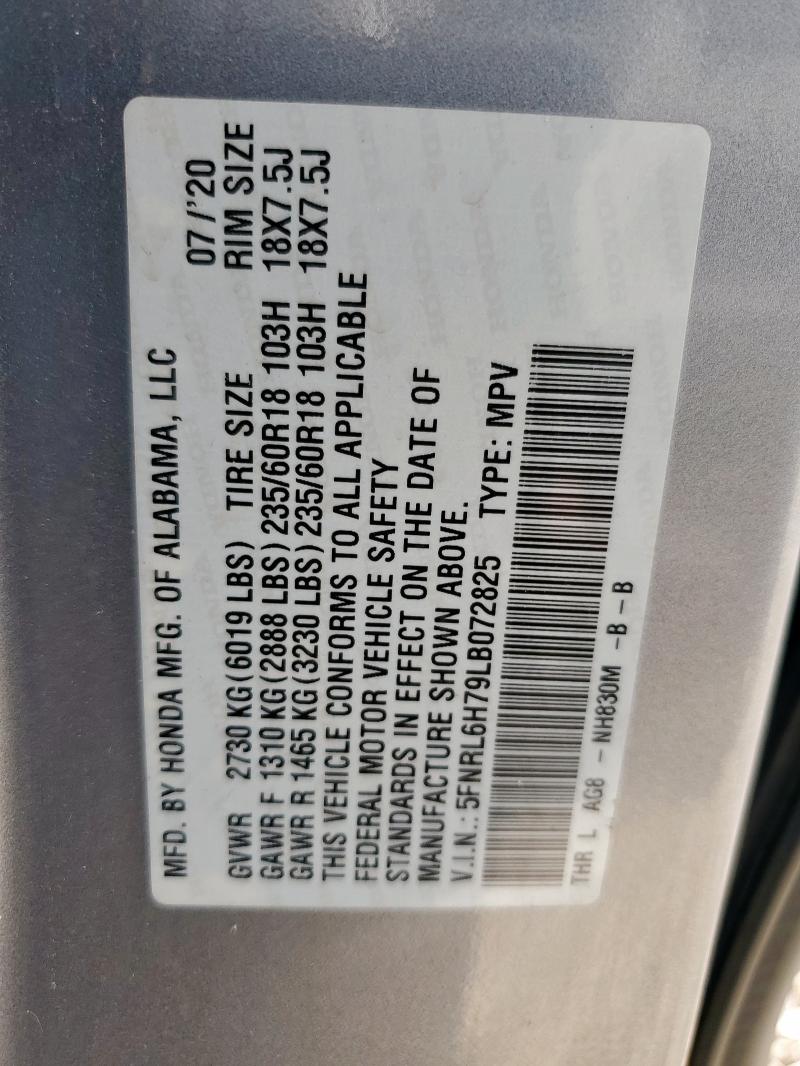 MFD. BY HONDA MFG. OF ALABAMA, LLC 07/'20
GVWR 2730 KG(6019 LBS) TIRE SIZE RIM SIZE
GAWR F 1310 KG(2888 LBS)235/60R18 103H 18X7.5J
GAWR R 1465 KG(3230 LBS)235/60R18 103H 18X7.5J
THIS VEHICLE CONFORMS TO ALL APPLICABLE
FEDERAL MOTOR VEHICLE SAFETY
STANDARDS IN EFFECT ON THE DATE OF
MANUFACTURE SHOWN ABOVE.
V.I.N.:5FNRL6H79LB072825 TYPE: MPV
THR L AG8 - NH830M -B-B